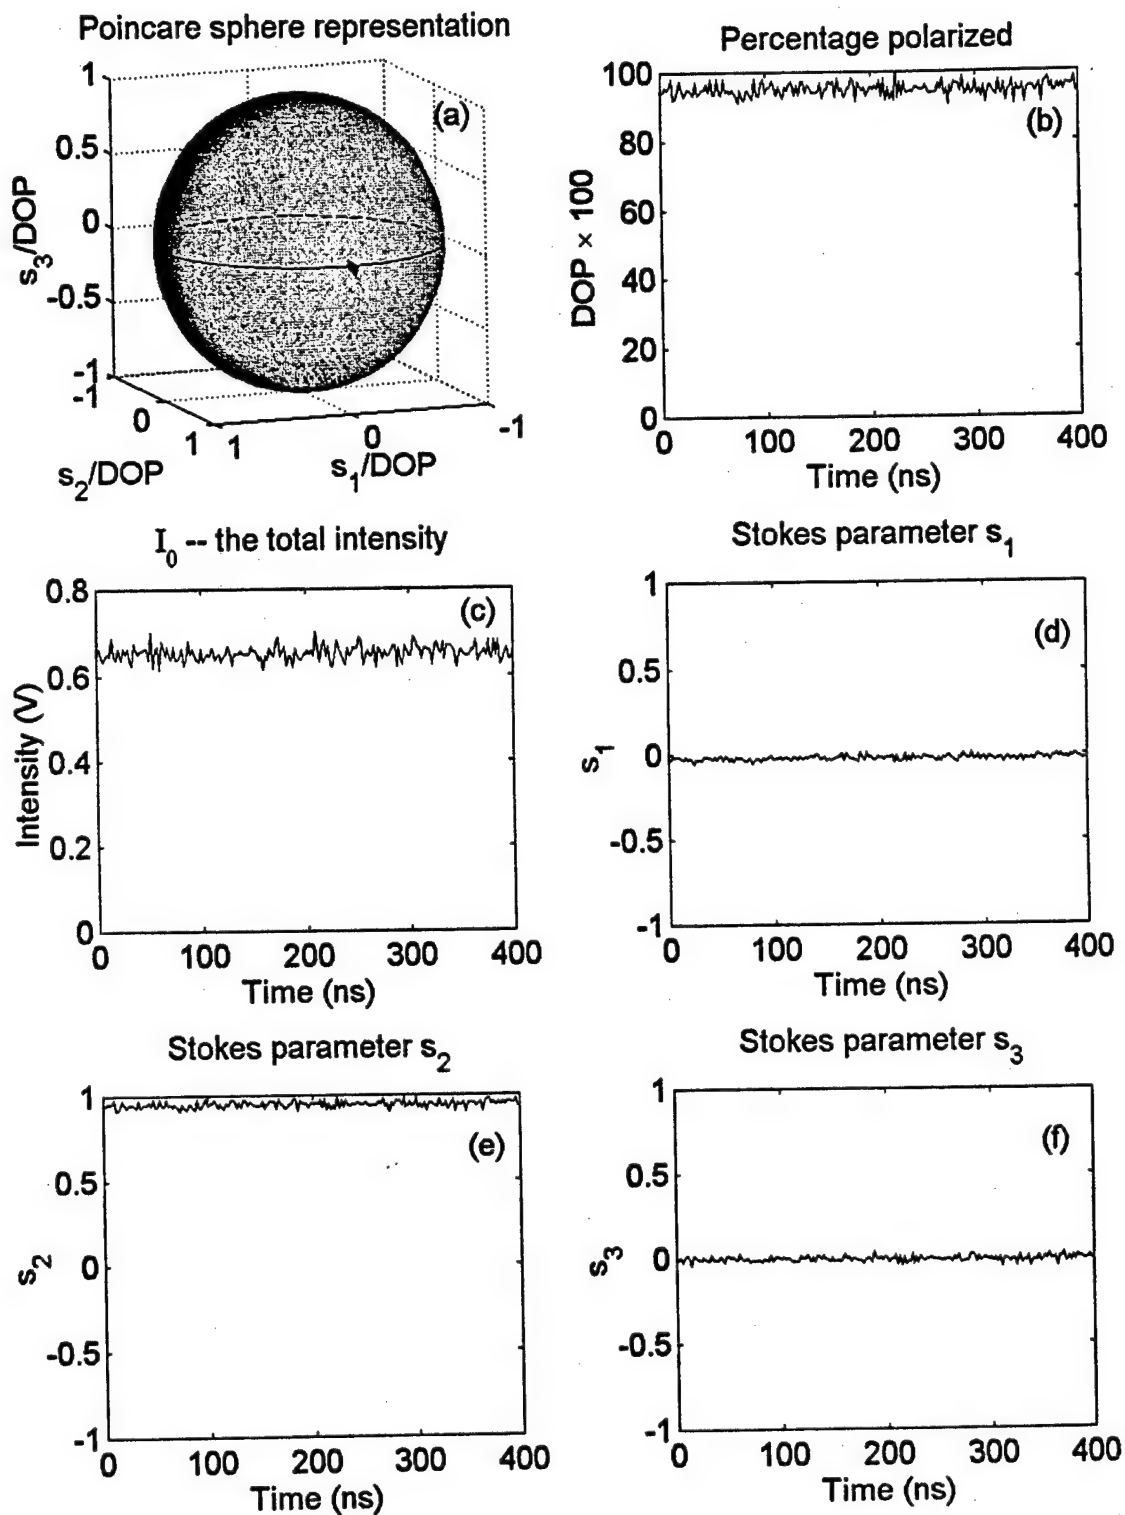 Poincare sphere representation
(a)
1
0.5
0
-0.5
-1
s3/DOP
-1
0
1
s2/DOP
1
0
-1
s1/DOP
Percentage polarized
(b)
100
80
60
40
20
0
DOP × 100
0 100 200 300 400
Time (ns)
I0 -- the total intensity
(c)
0.8
0.6
0.4
0.2
0
Intensity (V)
0 100 200 300 400
Time (ns)
Stokes parameter s1
(d)
1
0.5
0
-0.5
-1
s1
0 100 200 300 400
Time (ns)
Stokes parameter s2
(e)
1
0.5
0
-0.5
-1
s2
0 100 200 300 400
Time (ns)
Stokes parameter s3
(f)
1
0.5
0
-0.5
-1
s3
0 100 200 300 400
Time (ns)